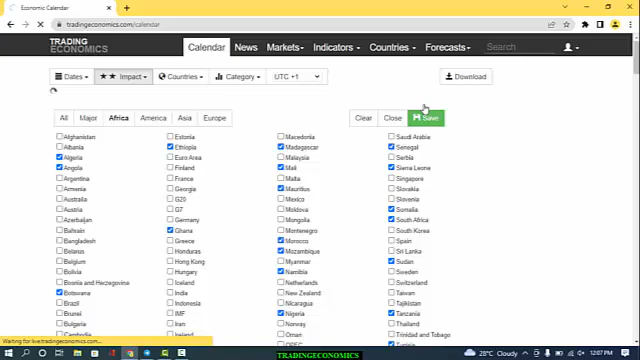 Economic Calendar
tradingeconomics.com/calendar
TRADING ECONOMICS
Calendar News Markets Indicators Countries Forecasts Search
Dates Impact Countries Category UTC +1 Download
All Major Africa America Asia Europe Clear Close Save
Afghanistan Estonia Macedonia Saudi Arabia
Albania Ethiopia Madagascar Senegal
Algeria Euro Area Malaysia Serbia
Angola Finland Mali Sierra Leone
Argentina France Malta Singapore
Armenia Georgia Mauritius Slovakia
Australia G20 Mexico Slovenia
Austria G7 Moldova Somalia
Azerbaijan Germany Mongolia South Africa
Bahrain Ghana Montenegro South Korea
Bangladesh Greece Morocco Spain
Belarus Honduras Mozambique Sri Lanka
Belgium Hong Kong Myanmar Sudan
Bolivia Hungary Namibia Sweden
Bosnia and Herzegovina Iceland Netherlands Switzerland
Botswana India New Zealand Taiwan
Brazil Indonesia Nicaragua Tajikistan
Brunei IMF Nigeria Tanzania
Bulgaria Iran Norway Thailand
Cambodia Iraq Oman Trinidad and Tobago
OPEC Tunisia
Waiting for live.tradingeconomics.com...
28°C Cloudy 12:07 PM
TRADINGECONOMICS